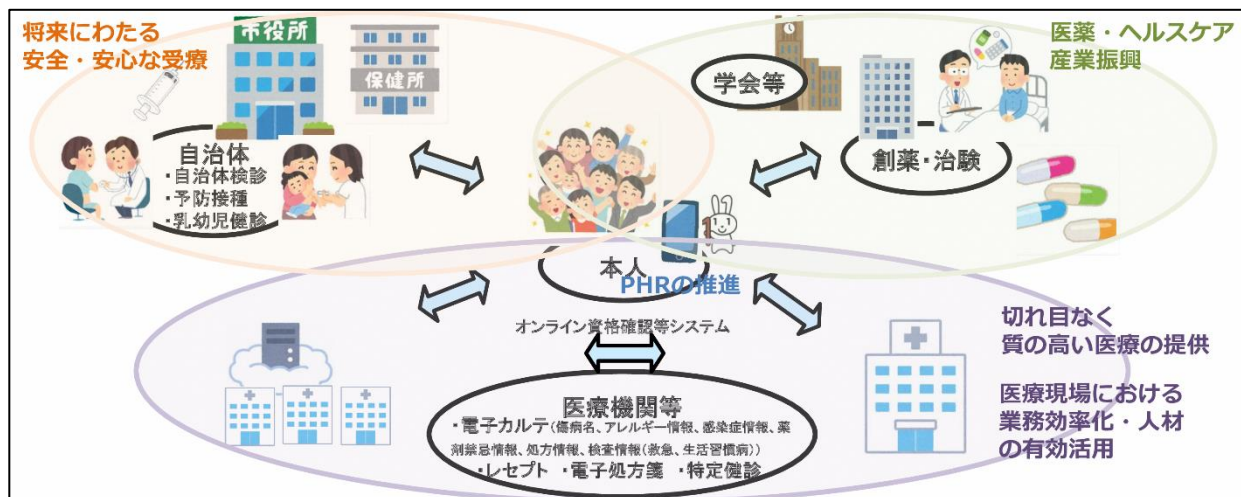 将来にわたる
安全・安心な受療
市役所
保健所
自治体
・自治体検診
・予防接種
・乳幼児健診
医薬・ヘルスケア
産業振興
学会等
創薬・治験
本人
PHRの推進
オンライン資格確認等システム
医療機関等
・電子カルテ(傷病名、アレルギー情報、感染症情報、薬
剤禁忌情報、処方情報、検査情報(救急、生活習慣病))
・レセプト ・電子処方箋 ・特定健診
切れ目なく
質の高い医療の提供
医療現場における
業務効率化・人材
の有効活用